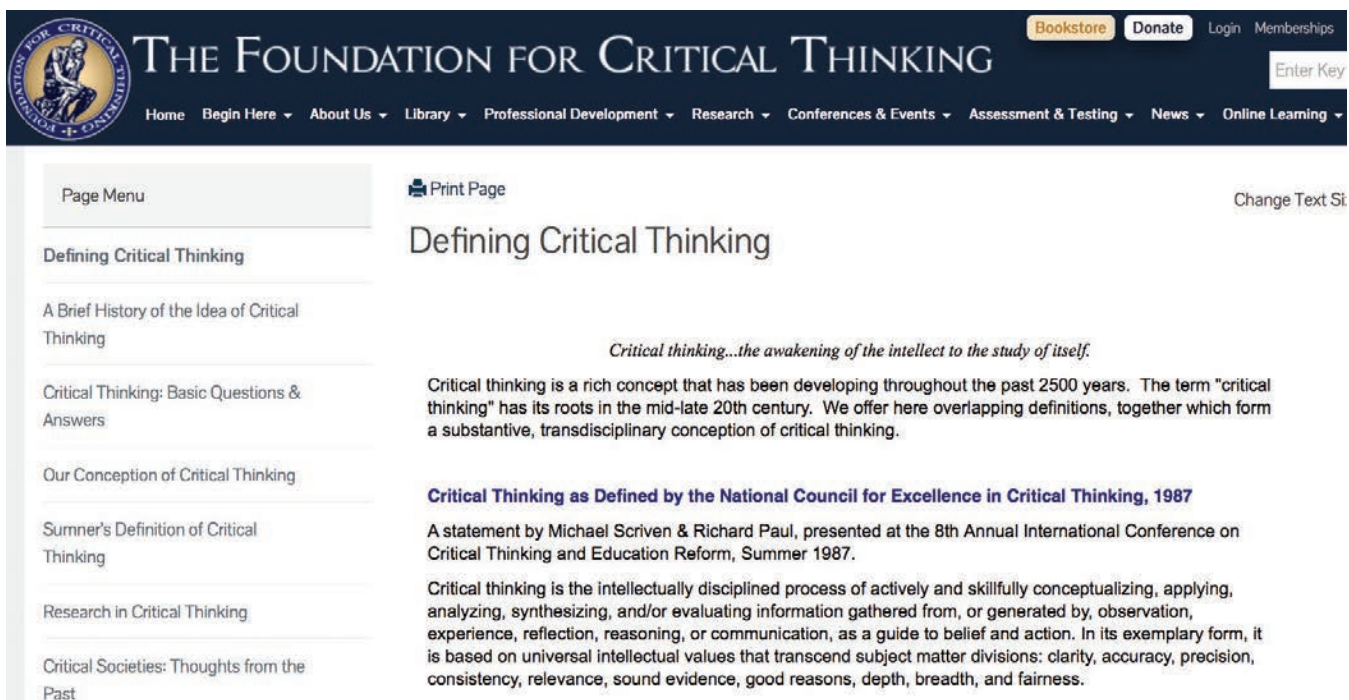 FOUNDATION FOR CRITICAL THINKING
THE FOUNDATION FOR CRITICAL THINKING
Bookstore Donate Login Memberships
Enter Key
Home Begin Here About Us Library Professional Development Research Conferences & Events Assessment & Testing News Online Learning
Page Menu
Defining Critical Thinking
A Brief History of the Idea of Critical
Thinking
Critical Thinking: Basic Questions &
Answers
Our Conception of Critical Thinking
Sumner's Definition of Critical
Thinking
Research in Critical Thinking
Critical Societies: Thoughts from the
Past
Print Page
Change Text
Defining Critical Thinking
Critical thinking...the awakening of the intellect to the study of itself.
Critical thinking is a rich concept that has been developing throughout the past 2500 years. The term "critical
thinking" has its roots in the mid-late 20th century. We offer here overlapping definitions, together which form
a substantive, transdisciplinary conception of critical thinking.
Critical Thinking as Defined by the National Council for Excellence in Critical Thinking, 1987
A statement by Michael Scriven & Richard Paul, presented at the 8th Annual International Conference on
Critical Thinking and Education Reform, Summer 1987.
Critical thinking is the intellectually disciplined process of actively and skillfully conceptualizing, applying,
analyzing, synthesizing, and/or evaluating information gathered from, or generated by, observation,
experience, reflection, reasoning, or communication, as a guide to belief and action. In its exemplary form, it
is based on universal intellectual values that transcend subject matter divisions: clarity, accuracy, precision,
consistency, relevance, sound evidence, good reasons, depth, breadth, and fairness.